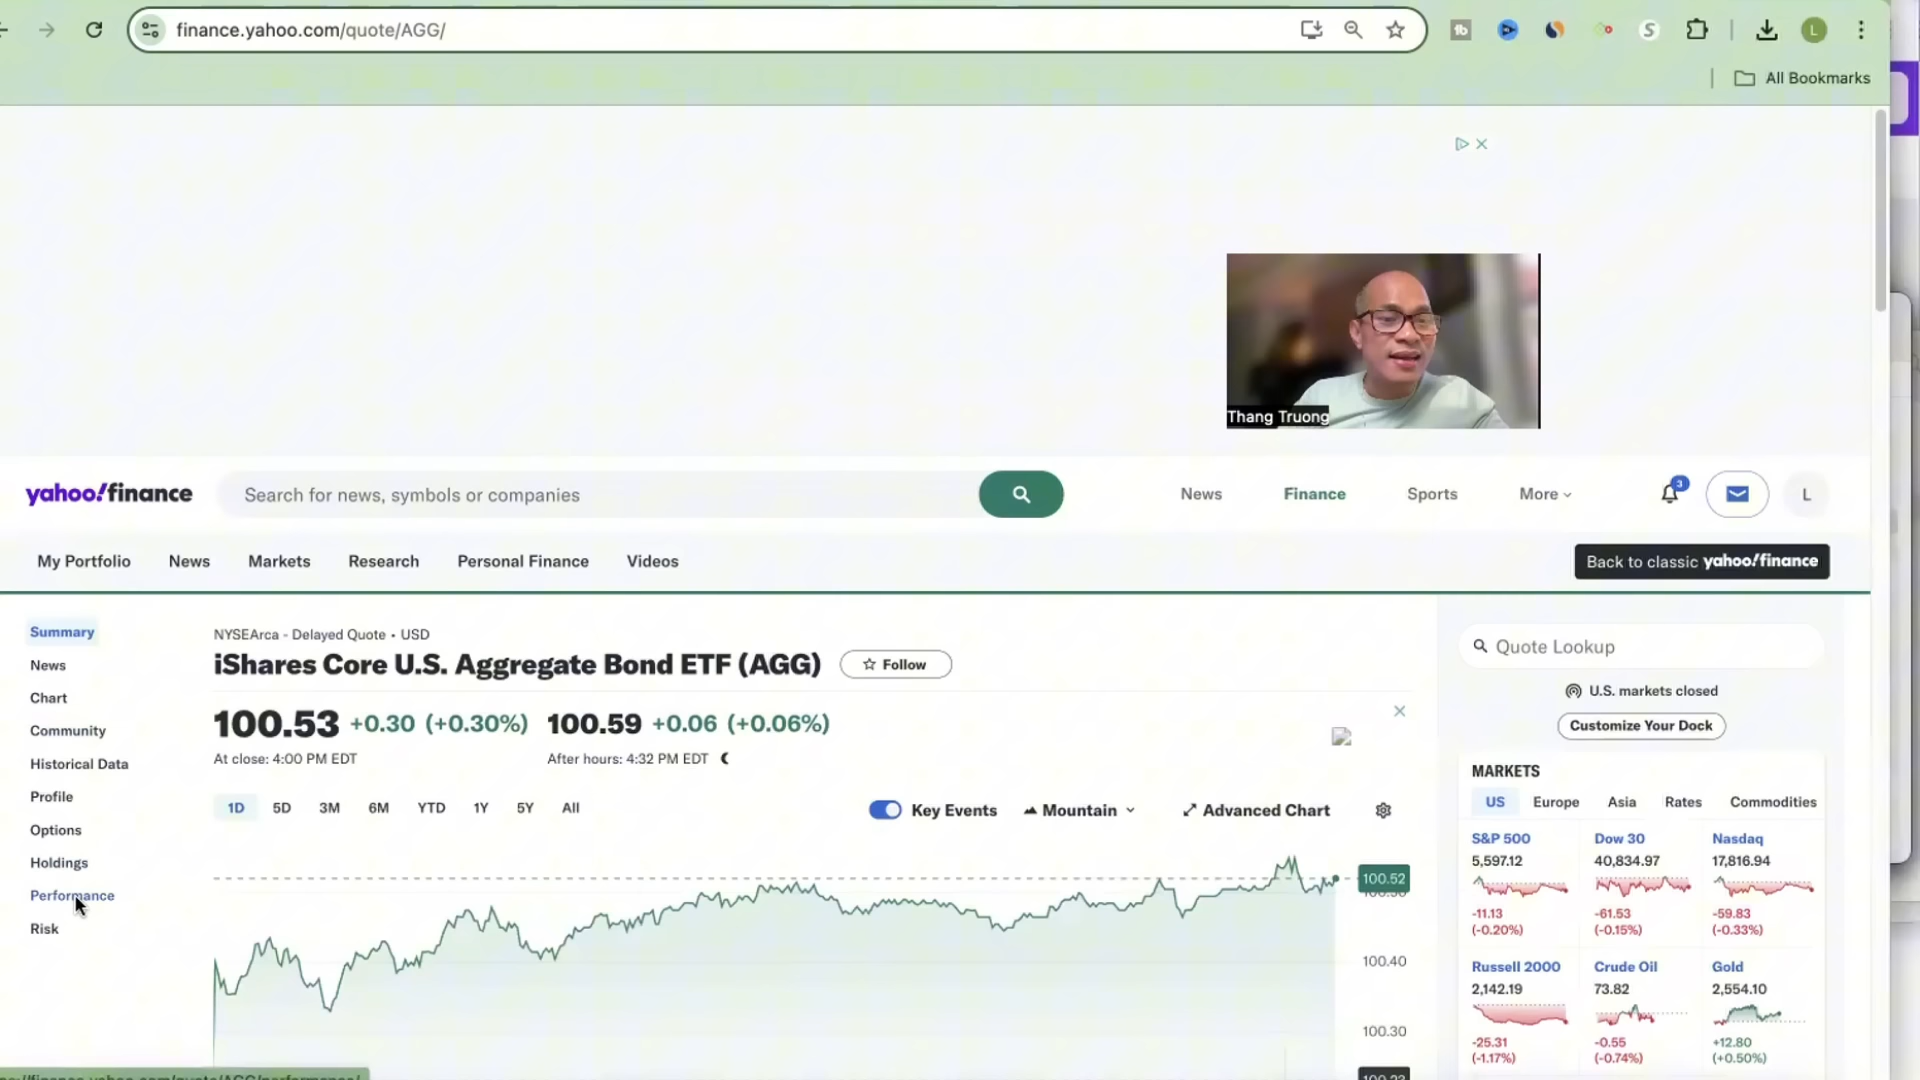 finance.yahoo.com/quote/AGG/
L
All Bookmarks
Thang Truong
yahoo!finance
Search for news, symbols or companies
News
Finance
Sports
More
3
L
My Portfolio
News
Markets
Research
Personal Finance
Videos
Back to classic yahoo!finance
Summary
News
Chart
Community
Historical Data
Profile
Options
Holdings
Performance
Risk
NYSEArca - Delayed Quote • USD
iShares Core U.S. Aggregate Bond ETF (AGG)
Follow
100.53 +0.30 (+0.30%) 100.59 +0.06 (+0.06%)
At close: 4:00 PM EDT
After hours: 4:32 PM EDT
1D 5D 3M 6M YTD 1Y 5Y All
Key Events
Mountain
Advanced Chart
100.52
100.40
100.30
Quote Lookup
U.S. markets closed
Customize Your Dock
MARKETS
US Europe Asia Rates Commodities
S&P 500 Dow 30 Nasdaq
5,597.12 40,834.97 17,816.94
-11.13 -61.53 -59.83
(-0.20%) (-0.15%) (-0.33%)
Russell 2000 Crude Oil Gold
2,142.19 73.82 2,554.10
-25.31 -0.55 +12.80
(-1.17%) (-0.74%) (+0.50%)